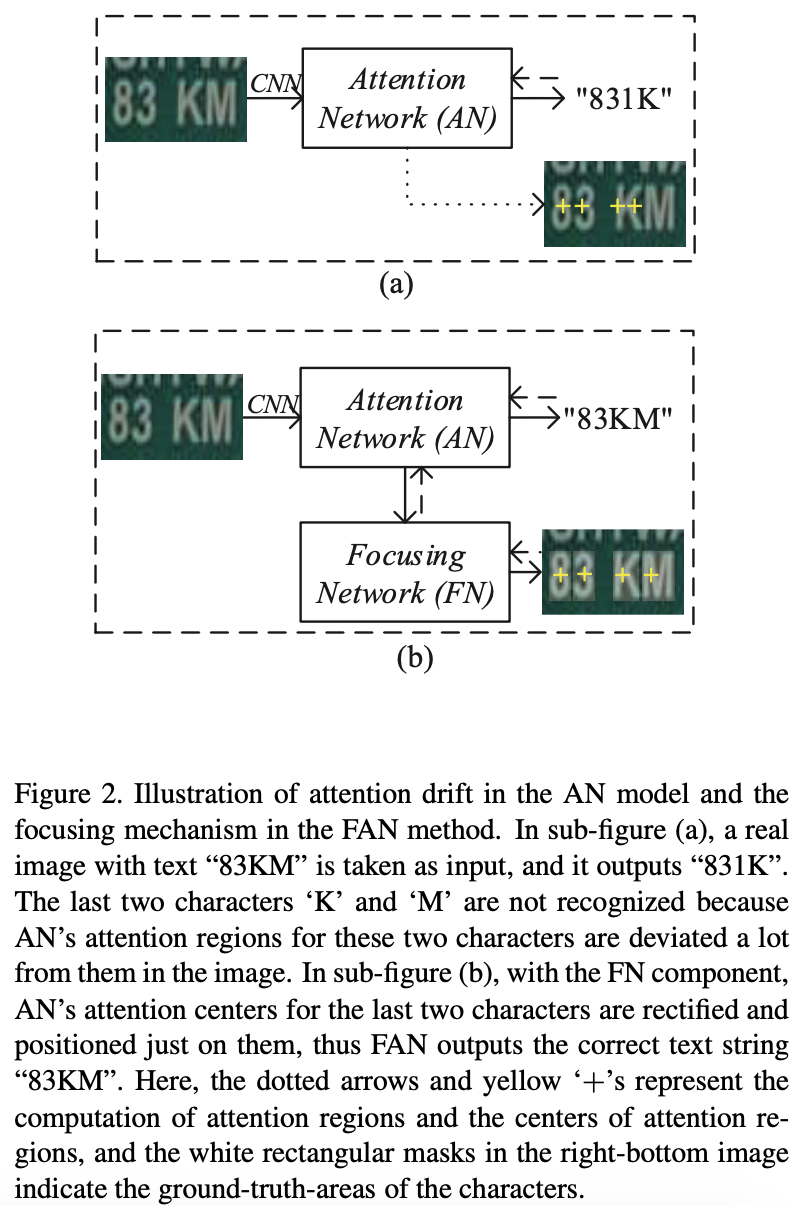 83 KM
CNN
Attention
Network (AN)
"831K"
83 KM
(a)
83 KM
CNN
Attention
Network (AN)
"83KM"
Focusing
Network (FN)
83 KM
(b)
Figure 2. Illustration of attention drift in the AN model and the
focusing mechanism in the FAN method. In sub-figure (a), a real
image with text “83KM” is taken as input, and it outputs “831K”.
The last two characters ‘K’ and ‘M’ are not recognized because
AN’s attention regions for these two characters are deviated a lot
from them in the image. In sub-figure (b), with the FN component,
AN’s attention centers for the last two characters are rectified and
positioned just on them, thus FAN outputs the correct text string
“83KM”. Here, the dotted arrows and yellow ‘+’s represent the
computation of attention regions and the centers of attention re-
gions, and the white rectangular masks in the right-bottom image
indicate the ground-truth-areas of the characters.